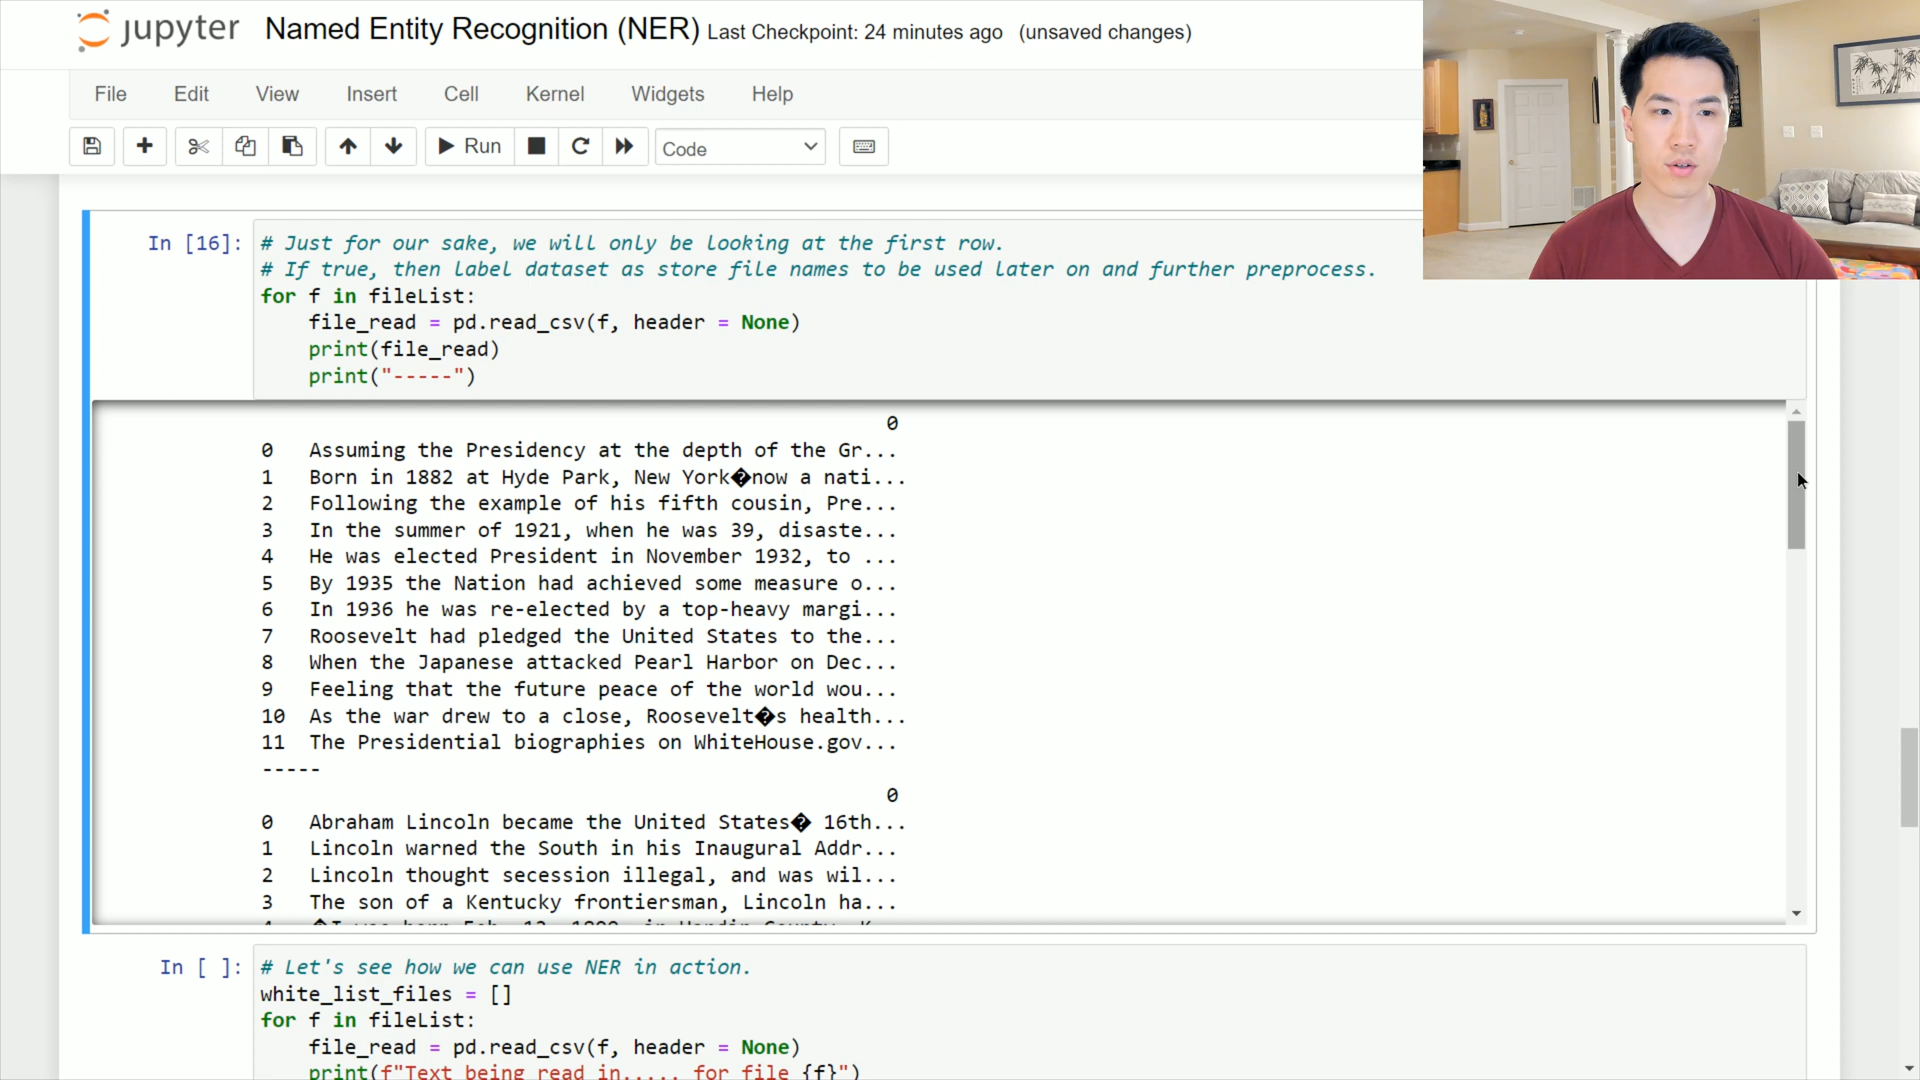 jupyter Named Entity Recognition (NER) Last Checkpoint: 24 minutes ago (unsaved changes)
File Edit View Insert Cell Kernel Widgets Help
Run Code
In [16]: # Just for our sake, we will only be looking at the first row.
# If true, then label dataset as store file names to be used later on and further preprocess.
for f in fileList:
file_read = pd.read_csv(f, header = None)
print(file_read)
print("-----")
0
0 Assuming the Presidency at the depth of the Gr...
1 Born in 1882 at Hyde Park, New York�now a nati...
2 Following the example of his fifth cousin, Pre...
3 In the summer of 1921, when he was 39, disaste...
4 He was elected President in November 1932, to ...
5 By 1935 the Nation had achieved some measure o...
6 In 1936 he was re-elected by a top-heavy margi...
7 Roosevelt had pledged the United States to the...
8 When the Japanese attacked Pearl Harbor on Dec...
9 Feeling that the future peace of the world wou...
10 As the war drew to a close, Roosevelt�s health...
11 The Presidential biographies on WhiteHouse.gov...
-----
0
0 Abraham Lincoln became the United States� 16th...
1 Lincoln warned the South in his Inaugural Addr...
2 Lincoln thought secession illegal, and was wil...
3 The son of a Kentucky frontiersman, Lincoln ha...
In [ ]: # Let's see how we can use NER in action.
white_list_files = []
for f in fileList:
file_read = pd.read_csv(f, header = None)
print(f"Text being read in..... for file {f}")